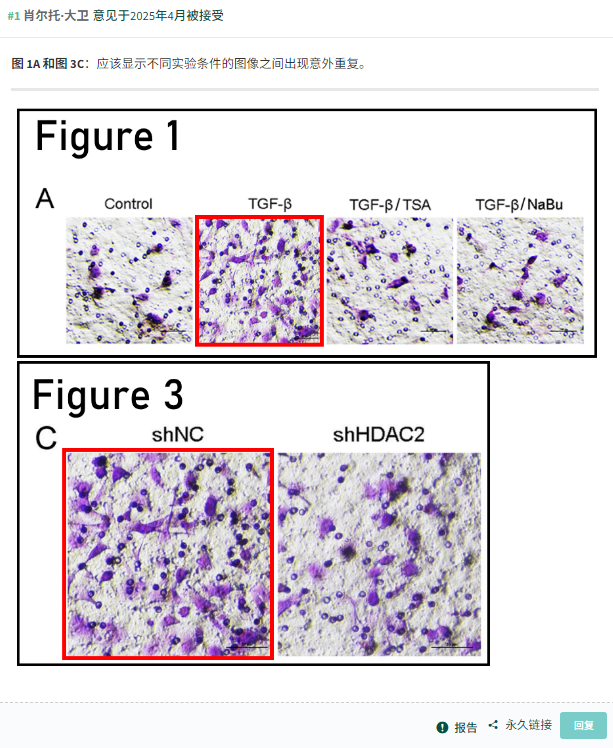 #1 肖尔托·大卫 意见于2025年4月被接受
图 1A 和图 3C：应该显示不同实验条件的图像之间出现意外重复。
Figure 1
A
Control TGF-β TGF-β/TSA TGF-β/NaBu
Figure 3
C
shNC shHDAC2
报告 永久链接 回复